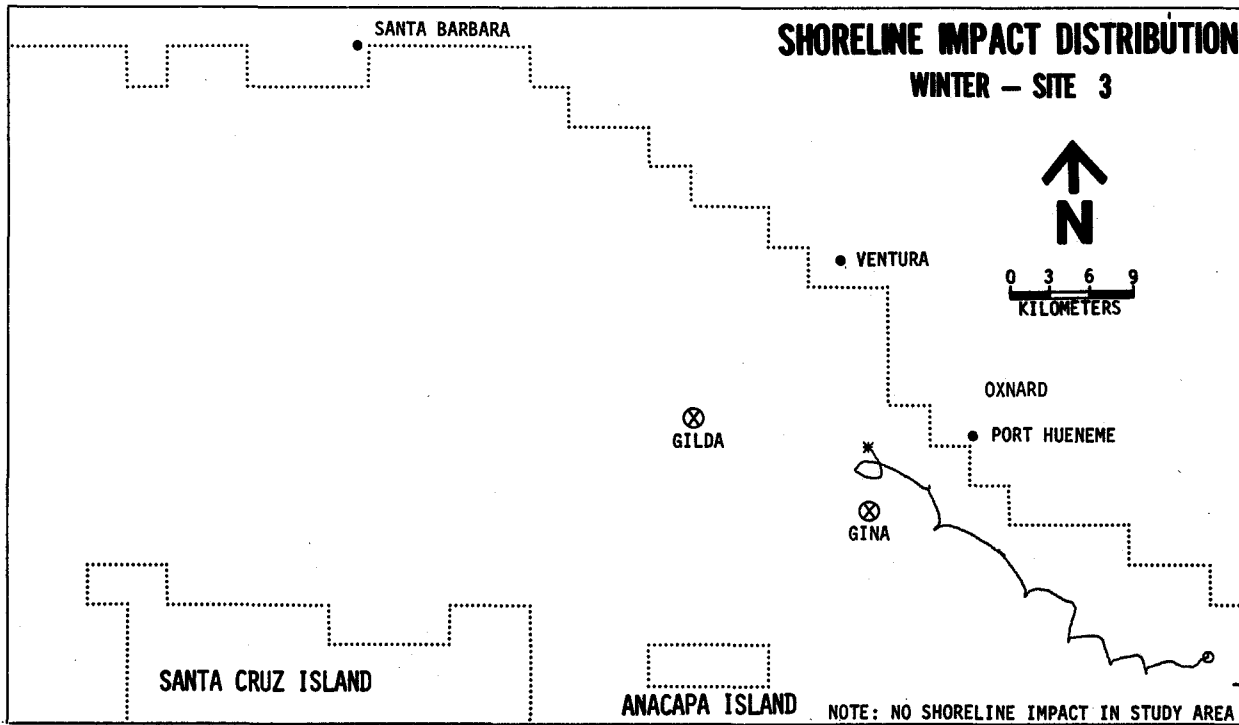 SANTA BARBARA
SHORELINE IMPACT DISTRIBUTION
WINTER – SITE 3
N
VENTURA
0 3 6 9
KILOMETERS
OXNARD
PORT HUENEME
GILDA
GINA
SANTA CRUZ ISLAND
ANACAPA ISLAND
NOTE: NO SHORELINE IMPACT IN STUDY AREA